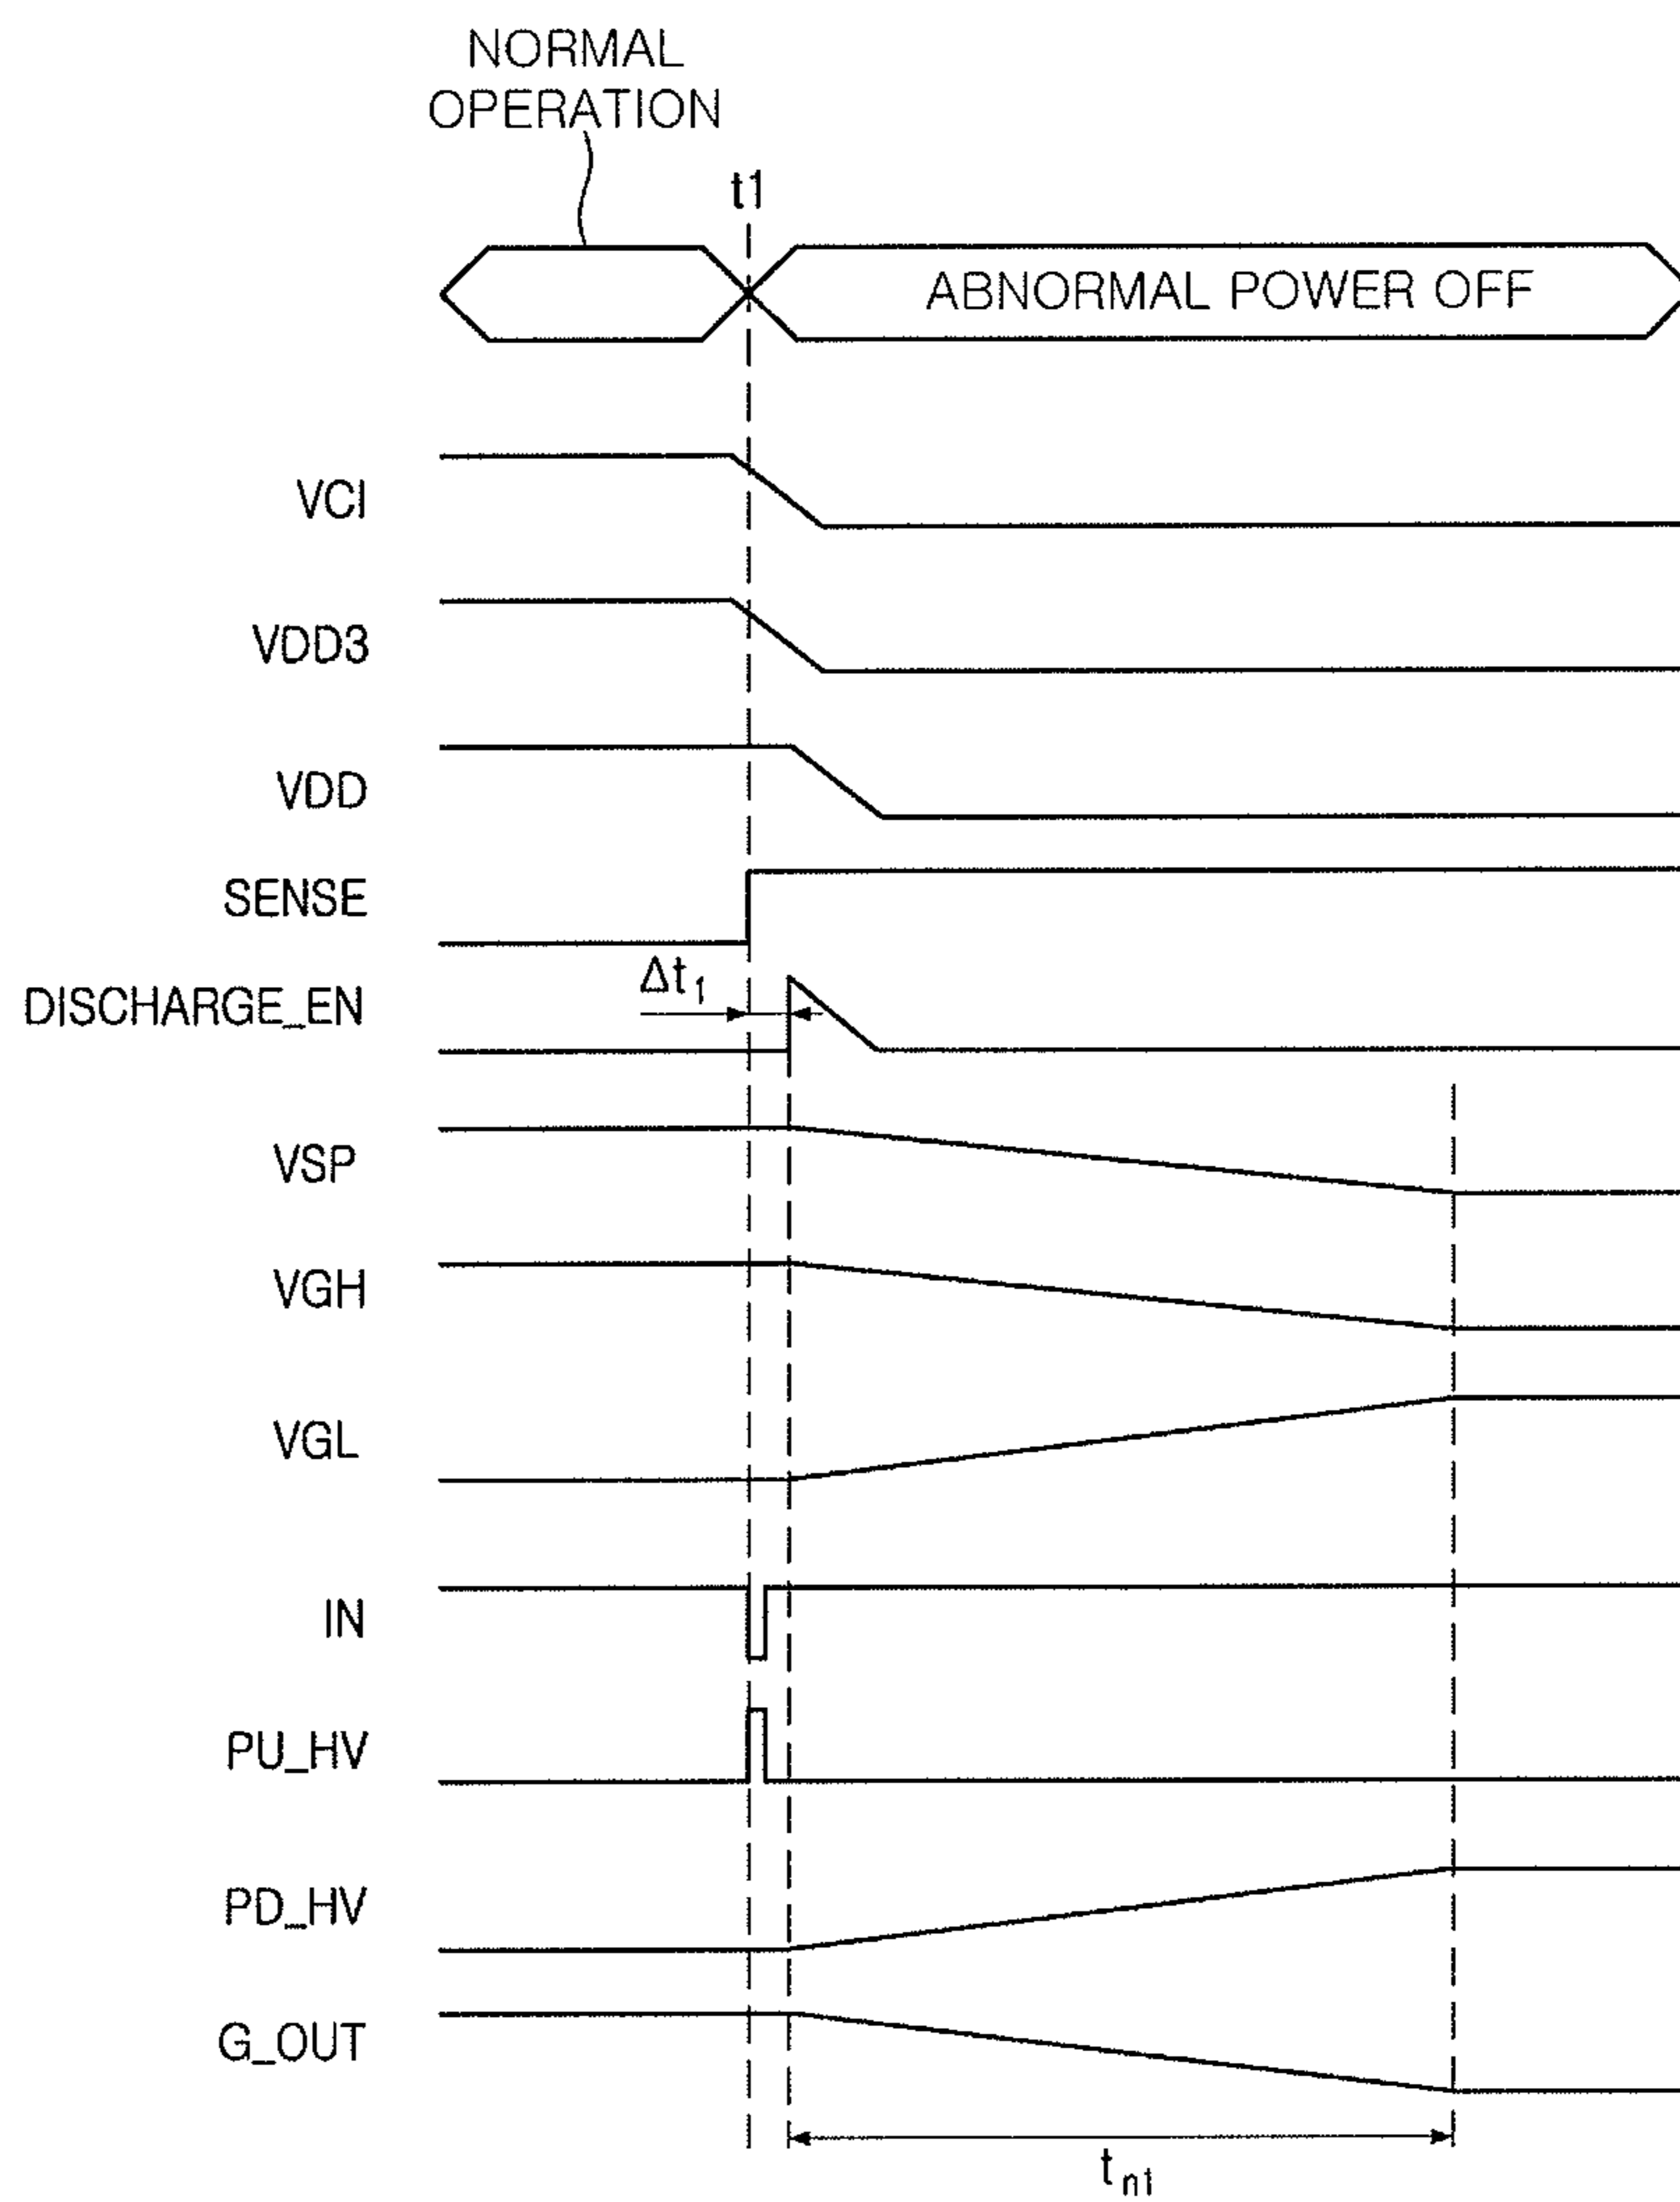 NORMAL
OPERATION
t1
ABNORMAL POWER OFF
VCI
VDD3
VDD
SENSE
Δt1
DISCHARGE_EN
VSP
VGH
VGL
IN
PU_HV
PD_HV
G_OUT
tn1